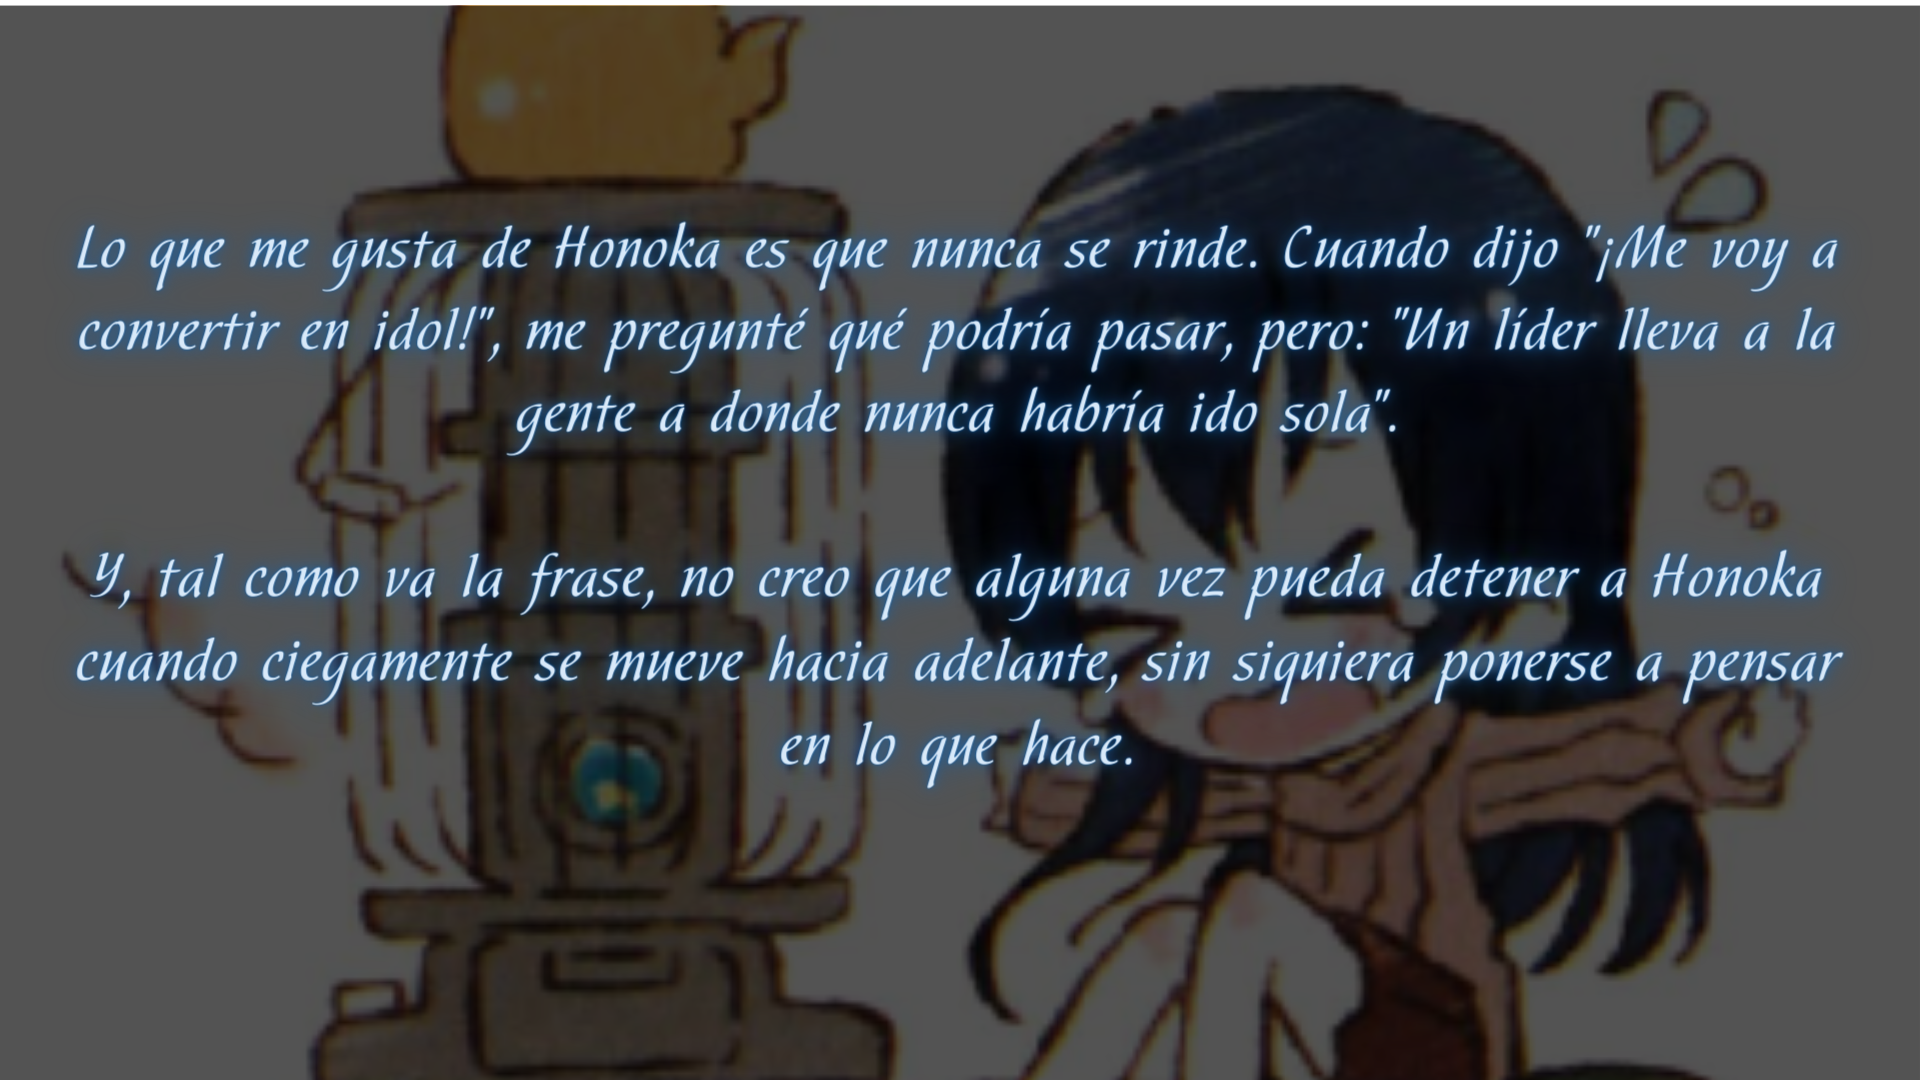 Lo que me gusta de Honoka es que nunca se rinde. Cuando dijo "¡Me voy a
convertir en idol!", me pregunté qué podría pasar, pero: "Un líder lleva a la
gente a donde nunca habría ido sola".
Y, tal como va la frase, no creo que alguna vez pueda detener a Honoka
cuando ciegamente se mueve hacia adelante, sin siquiera ponerse a pensar
en lo que hace.